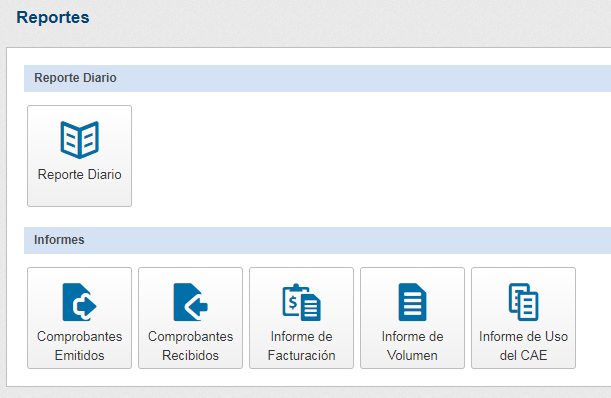 Reportes
Reporte Diario
Reporte Diario
Informes
Comprobantes
Emitidos
Comprobantes
Recibidos
$
Informe de
Facturación
Informe de
Volumen
Informe de Uso
del CAE